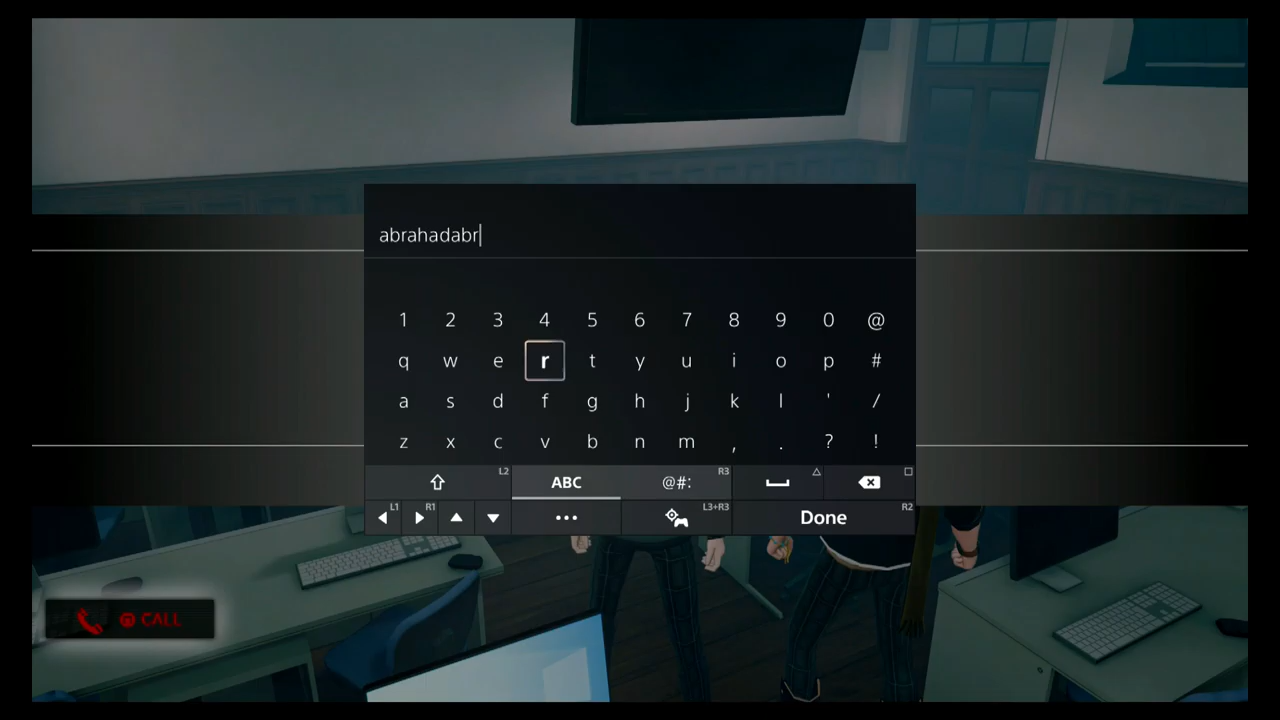 abrahadabr
1 2 3 4 5 6 7 8 9 0 @
q w e r t y u i o p #
a s d f g h j k l ' /
z x c v b n m , . ? !
L2 ABC @#: R3 △ □
L1 R1 ••• L3+R3 Done R2
CALL